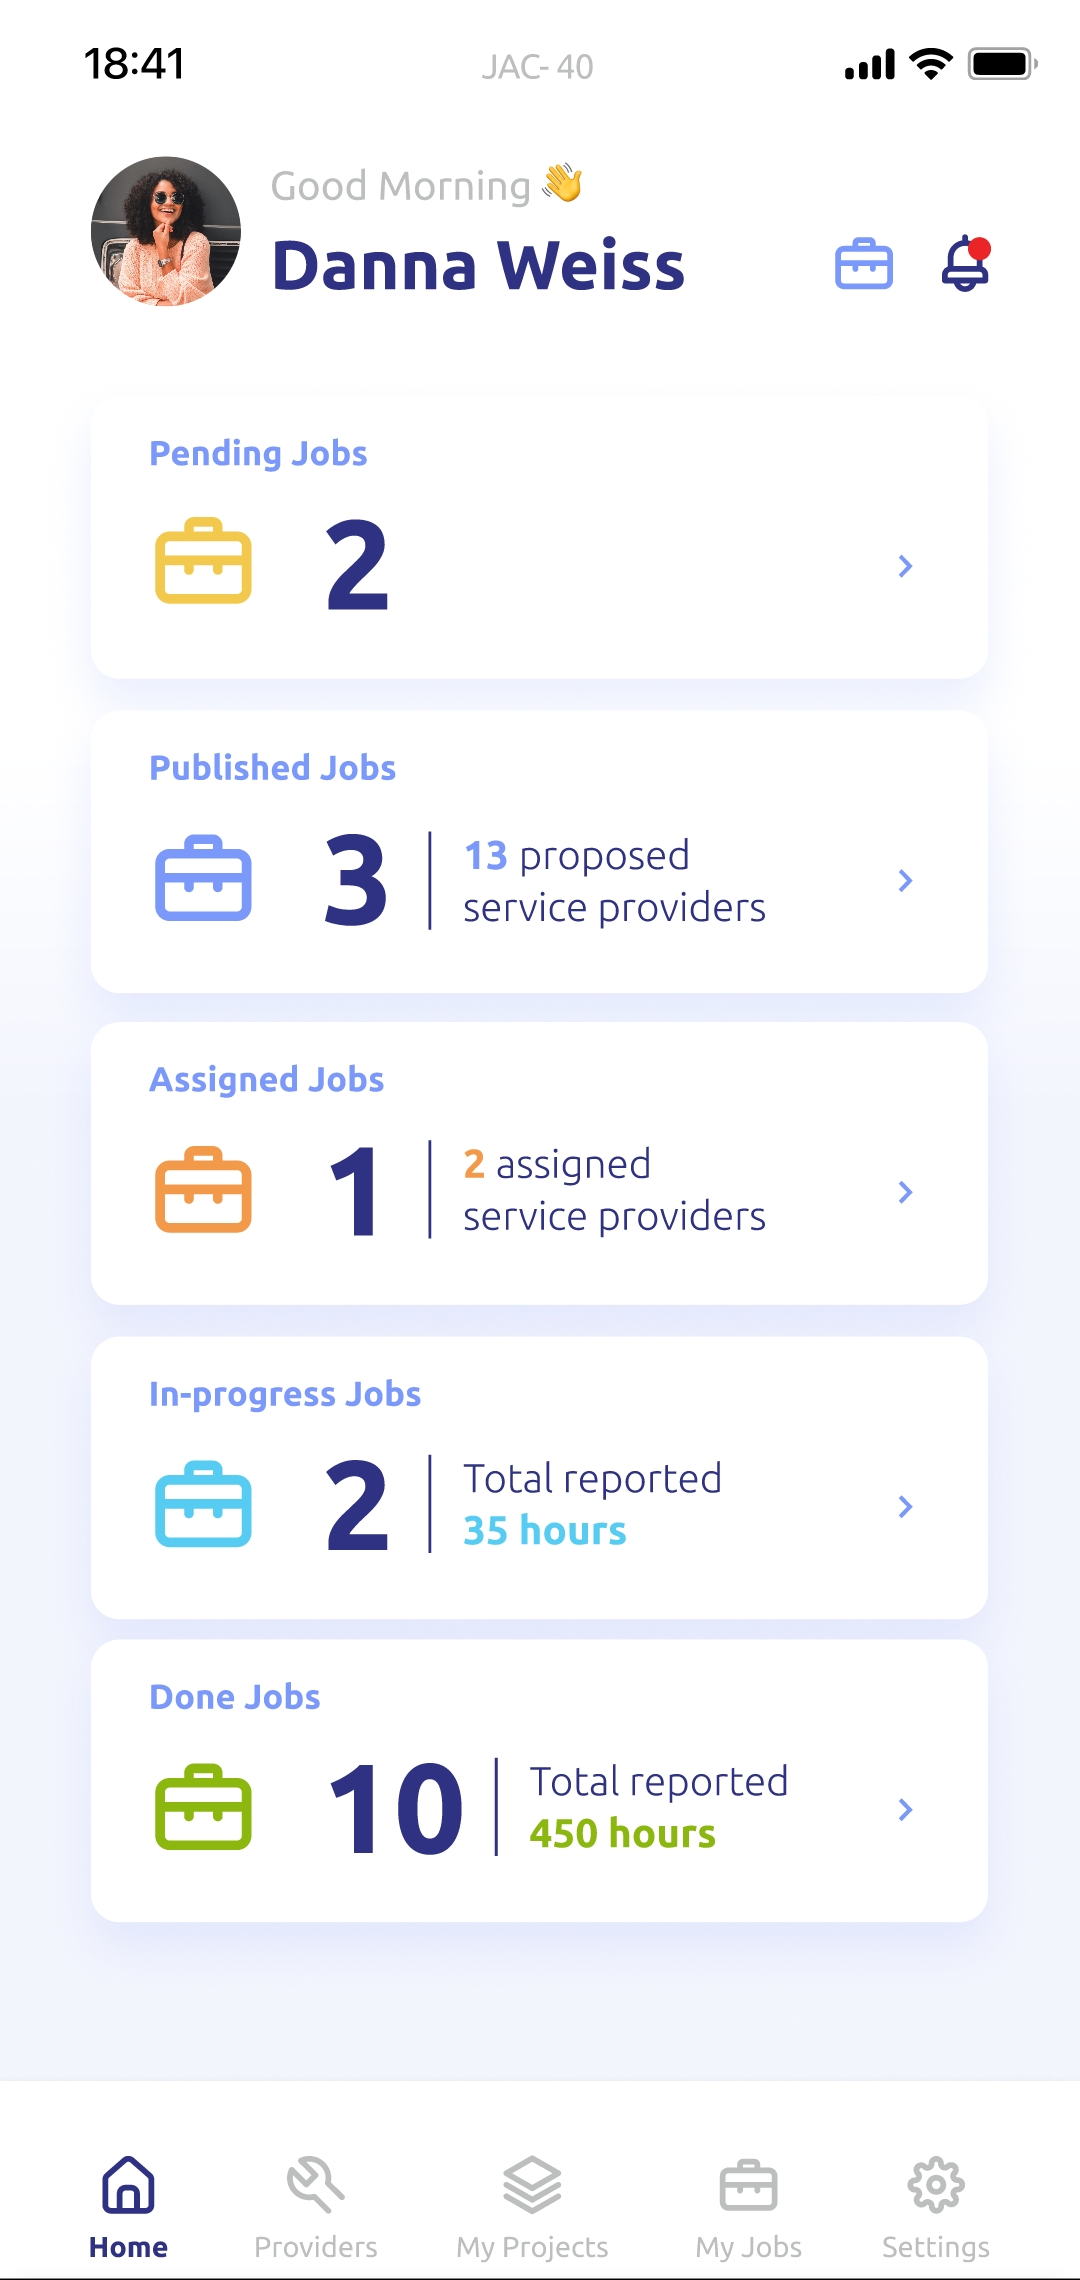 18:41
JAC- 40
Good Morning 👋
Danna Weiss
Pending Jobs
2
Published Jobs
3
13 proposed
service providers
Assigned Jobs
1
2 assigned
service providers
In-progress Jobs
2
Total reported
35 hours
Done Jobs
10
Total reported
450 hours
Home
Providers
My Projects
My Jobs
Settings